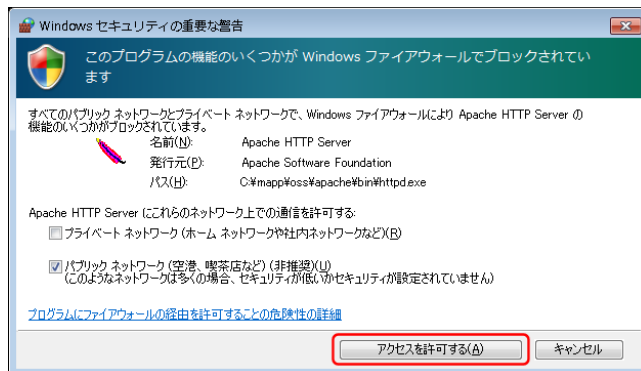 Windows セキュリティの重要な警告
このプログラムの機能のいくつかが Windows ファイアウォールでブロックされてい
ます
すべてのパブリック ネットワークとプライベート ネットワークで、Windows ファイアウォールにより Apache HTTP Server の
機能のいくつかがブロックされています。
名前(N): Apache HTTP Server
発行元(P): Apache Software Foundation
パス(H): C:¥mapp¥oss¥apache¥bin¥httpd.exe
Apache HTTP Server にこれらのネットワーク上での通信を許可する:
プライベート ネットワーク (ホーム ネットワークや社内ネットワークなど)(R)
パブリック ネットワーク (空港、喫茶店など) (非推奨)(U)
(このようなネットワークは多くの場合、セキュリティが低いかセキュリティが設定されていません)
プログラムにファイアウォールの経由を許可することの危険性の詳細
アクセスを許可する(A) キャンセル